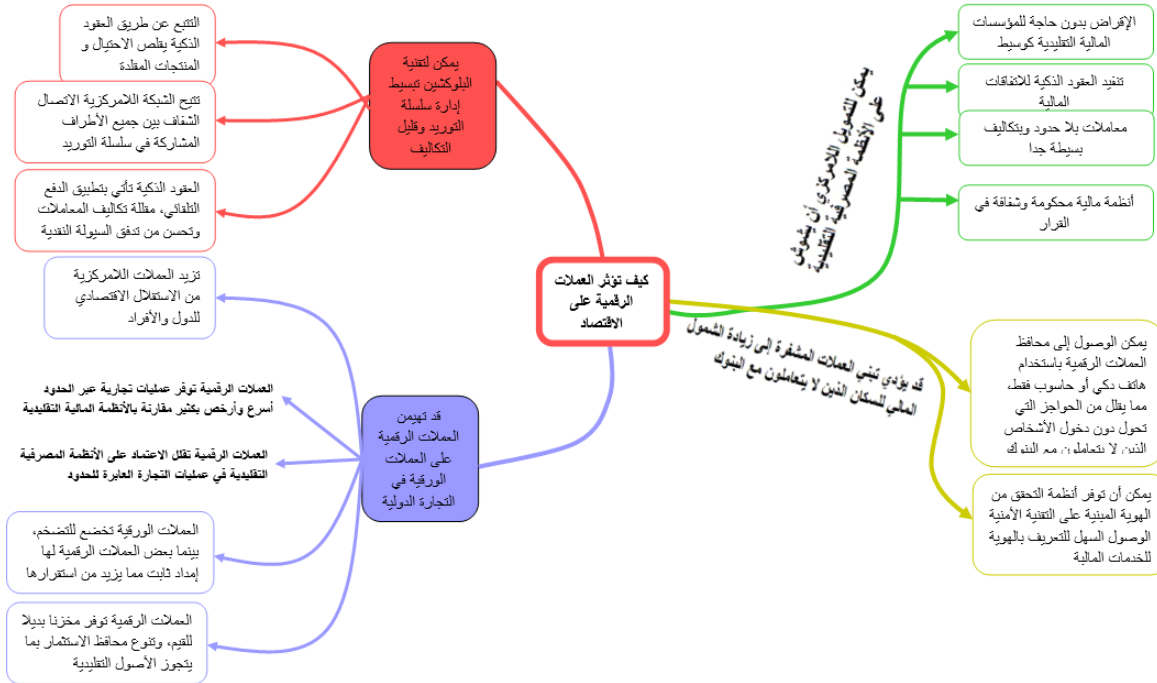 كيف تؤثر العملات
الرقمية على
الاقتصاد
يمكن للتمويل اللامركزي أن يشوش
على الأنظمة المصرفية التقليدية
الإقراض بدون حاجة للمؤسسات
المالية التقليدية كوسيط
تنفيد العقود الذكية للاتفاقات
المالية
معاملات بلا حدود وبتكاليف
بسيطة جدا
أنظمة مالية محكومة وشفافة في
القرار
قد يؤدي تبني العملات المشفرة إلى زيادة الشمول
المالي للسكان الذين لا يتعاملون مع البنوك
يمكن الوصول إلى محافظ
العملات الرقمية باستخدام
هاتف دكي أو حاسوب فقط،
مما يقلل من الحواجز التي
تحول دون دخول الأشخاص
الذين لا يتعاملون مع البنوك
يمكن أن توفر أنظمة التحقق من
الهوية المبنية على التقنية الأمنية
الوصول السهل للتعريف بالهوية
للخدمات المالية
يمكن لتقنية
البلوكشين تبسيط
إدارة سلسلة
التوريد وقليل
التكاليف
التتبع عن طريق العقود
الذكية يقلص الاحتيال و
المنتجات المقلدة
تتيح الشبكة اللامركزية الاتصال
الشفاف بين جميع الأطراف
المشاركة في سلسلة التوريد
العقود الذكية تأتي بتطبيق الدفع
التلقائي، مقللة تكاليف المعاملات
وتحسن من تدفق السيولة النقدية
قد تهيمن
العملات الرقمية
على العملات
الورقية في
التجارة الدولية
تزيد العملات اللامركزية
من الاستقلال الاقتصادي
للدول والأفراد
العملات الرقمية توفر عمليات تجارية عبر الحدود
أسرع وأرخص بكثير مقارنة بالأنظمة المالية التقليدية
العملات الرقمية تقلل الاعتماد على الأنظمة المصرفية
التقليدية في عمليات التجارة العابرة للحدود
العملات الورقية تخضع للتضخم،
بينما بعض العملات الرقمية لها
إمداد ثابت مما يزيد من استقرارها
العملات الرقمية توفر مخزنا بديلا
للقيم، وتنوع محافظ الاستثمار بما
يتجوز الأصول التقليدية